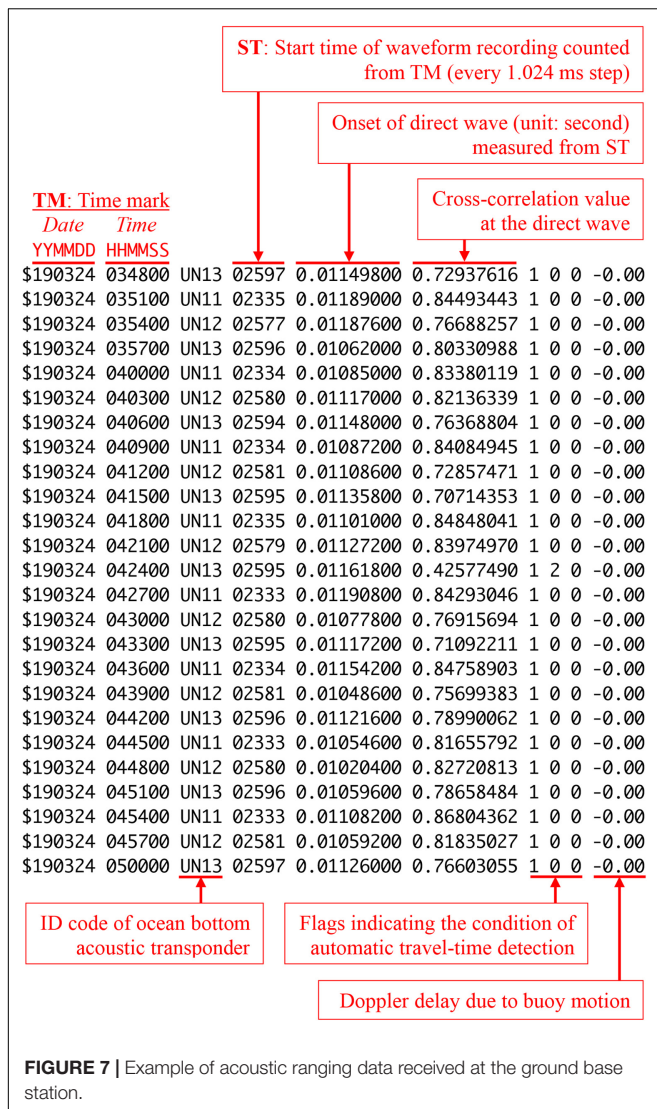 ST: Start time of waveform recording counted
from TM (every 1.024 ms step)
Onset of direct wave (unit: second)
measured from ST
Cross-correlation value
at the direct wave
TM: Time mark
Date Time
YYMMDD HHMMSS
$190324 034800 UN13 02597 0.01149800 0.72937616 1 0 0 -0.00
$190324 035100 UN11 02335 0.01189000 0.84493443 1 0 0 -0.00
$190324 035400 UN12 02577 0.01187600 0.76688257 1 0 0 -0.00
$190324 035700 UN13 02596 0.01062000 0.80330988 1 0 0 -0.00
$190324 040000 UN11 02334 0.01085000 0.83380119 1 0 0 -0.00
$190324 040300 UN12 02580 0.01117000 0.82136339 1 0 0 -0.00
$190324 040600 UN13 02594 0.01148000 0.76368804 1 0 0 -0.00
$190324 040900 UN11 02334 0.01087200 0.84084945 1 0 0 -0.00
$190324 041200 UN12 02581 0.01108600 0.72857471 1 0 0 -0.00
$190324 041500 UN13 02595 0.01135800 0.70714353 1 0 0 -0.00
$190324 041800 UN11 02335 0.01101000 0.84848041 1 0 0 -0.00
$190324 042100 UN12 02579 0.01127200 0.83974970 1 0 0 -0.00
$190324 042400 UN13 02595 0.01161800 0.42577490 1 2 0 -0.00
$190324 042700 UN11 02333 0.01190800 0.84293046 1 0 0 -0.00
$190324 043000 UN12 02580 0.01077800 0.76915694 1 0 0 -0.00
$190324 043300 UN13 02595 0.01117200 0.71092211 1 0 0 -0.00
$190324 043600 UN11 02334 0.01154200 0.84758903 1 0 0 -0.00
$190324 043900 UN12 02581 0.01048600 0.75699383 1 0 0 -0.00
$190324 044200 UN13 02596 0.01121600 0.78990062 1 0 0 -0.00
$190324 044500 UN11 02333 0.01054600 0.81655792 1 0 0 -0.00
$190324 044800 UN12 02580 0.01020400 0.82720813 1 0 0 -0.00
$190324 045100 UN13 02596 0.01059600 0.78658484 1 0 0 -0.00
$190324 045400 UN11 02333 0.01108200 0.86804362 1 0 0 -0.00
$190324 045700 UN12 02581 0.01059200 0.81835027 1 0 0 -0.00
$190324 050000 UN13 02597 0.01126000 0.76603055 1 0 0 -0.00
ID code of ocean bottom
acoustic transponder
Flags indicating the condition of
automatic travel-time detection
Doppler delay due to buoy motion
FIGURE 7 | Example of acoustic ranging data received at the ground base
station.